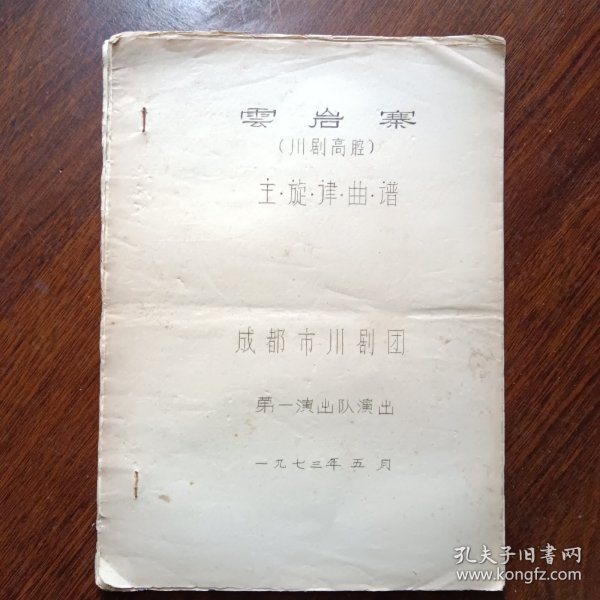 雲岩寨
(川剧高腔)
主·旋·律·曲·谱
成都市川剧团
第一演出队演出
一九七三年五月
孔夫子旧书网
www.kongfz.com